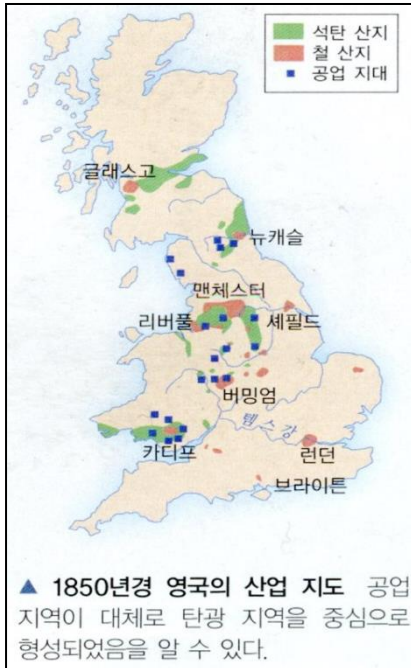 석탄 산지
철 산지
공업 지대
글래스고
뉴캐슬
맨체스터
리버풀
셰필드
버밍엄
템스강
카디프
런던
브라이튼
▲ 1850년경 영국의 산업 지도 공업
지역이 대체로 탄광 지역을 중심으로
형성되었음을 알 수 있다.